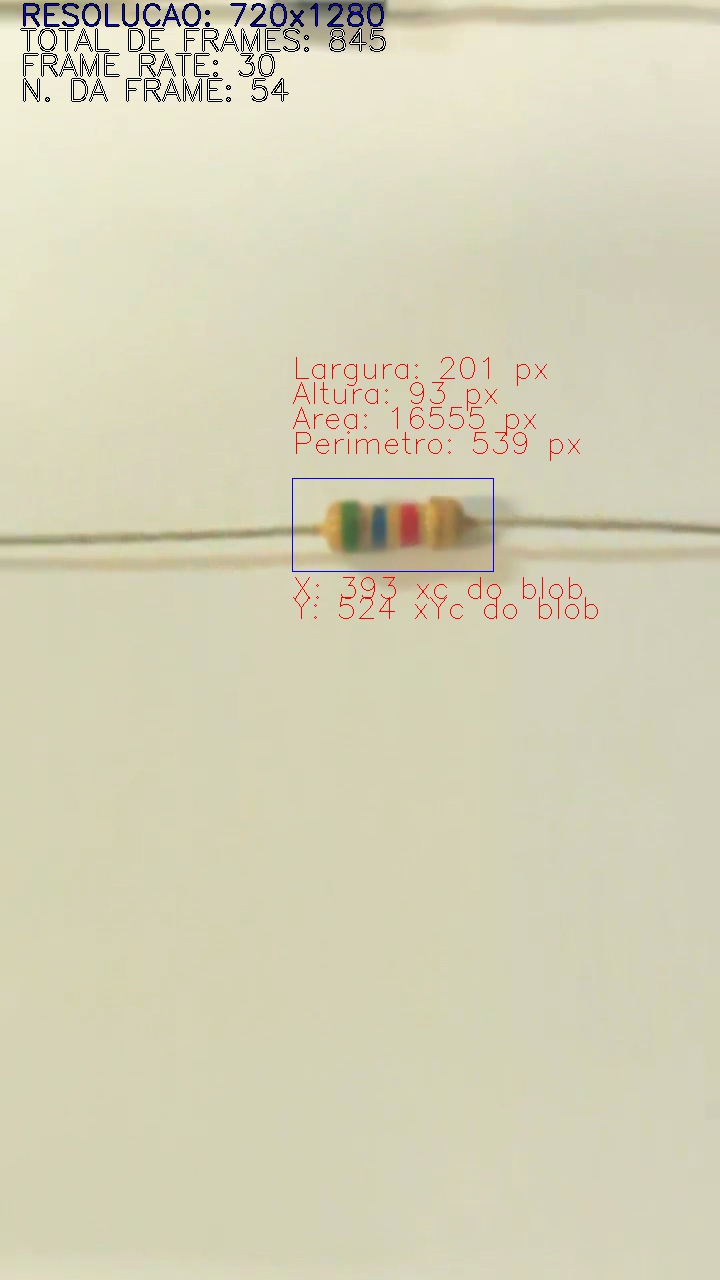 RESOLUCAO: 720x1280
TOTAL DE FRAMES: 845
FRAME RATE: 30
N. DA FRAME: 54
Largura: 201 px
Altura: 93 px
Area: 16555 px
Perimetro: 539 px
X: 393 xc do blob
Y: 524 xYc do blob